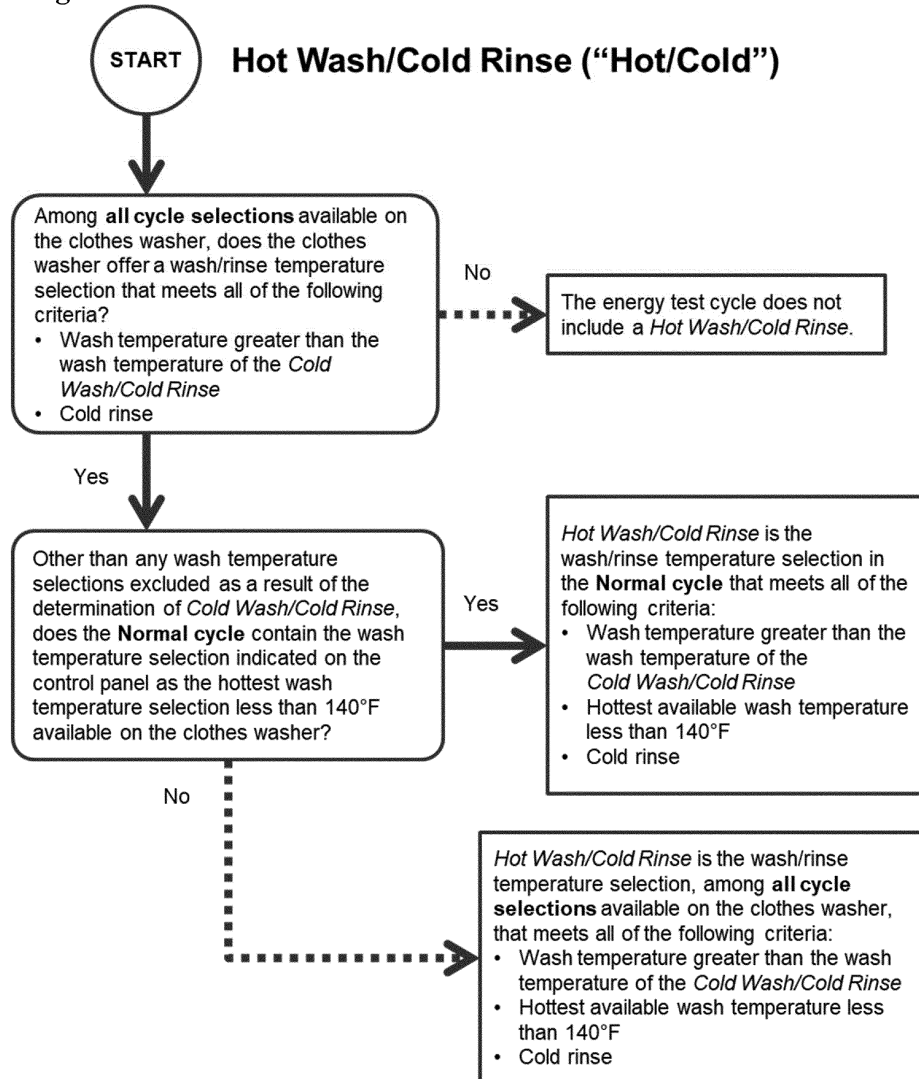 START
Hot Wash/Cold Rinse (“Hot/Cold”)
Among all cycle selections available on
the clothes washer, does the clothes
washer offer a wash/rinse temperature
selection that meets all of the following
criteria?
• Wash temperature greater than the
wash temperature of the Cold
Wash/Cold Rinse
• Cold rinse
No
The energy test cycle does not
include a Hot Wash/Cold Rinse.
Yes
Other than any wash temperature
selections excluded as a result of the
determination of Cold Wash/Cold Rinse,
does the Normal cycle contain the wash
temperature selection indicated on the
control panel as the hottest wash
temperature selection less than 140°F
available on the clothes washer?
Yes
Hot Wash/Cold Rinse is the
wash/rinse temperature selection in
the Normal cycle that meets all of the
following criteria:
• Wash temperature greater than the
wash temperature of the
Cold Wash/Cold Rinse
• Hottest available wash temperature
less than 140°F
• Cold rinse
No
Hot Wash/Cold Rinse is the wash/rinse
temperature selection, among all cycle
selections available on the clothes washer,
that meets all of the following criteria:
• Wash temperature greater than the wash
temperature of the Cold Wash/Cold Rinse
• Hottest available wash temperature less
than 140°F
• Cold rinse